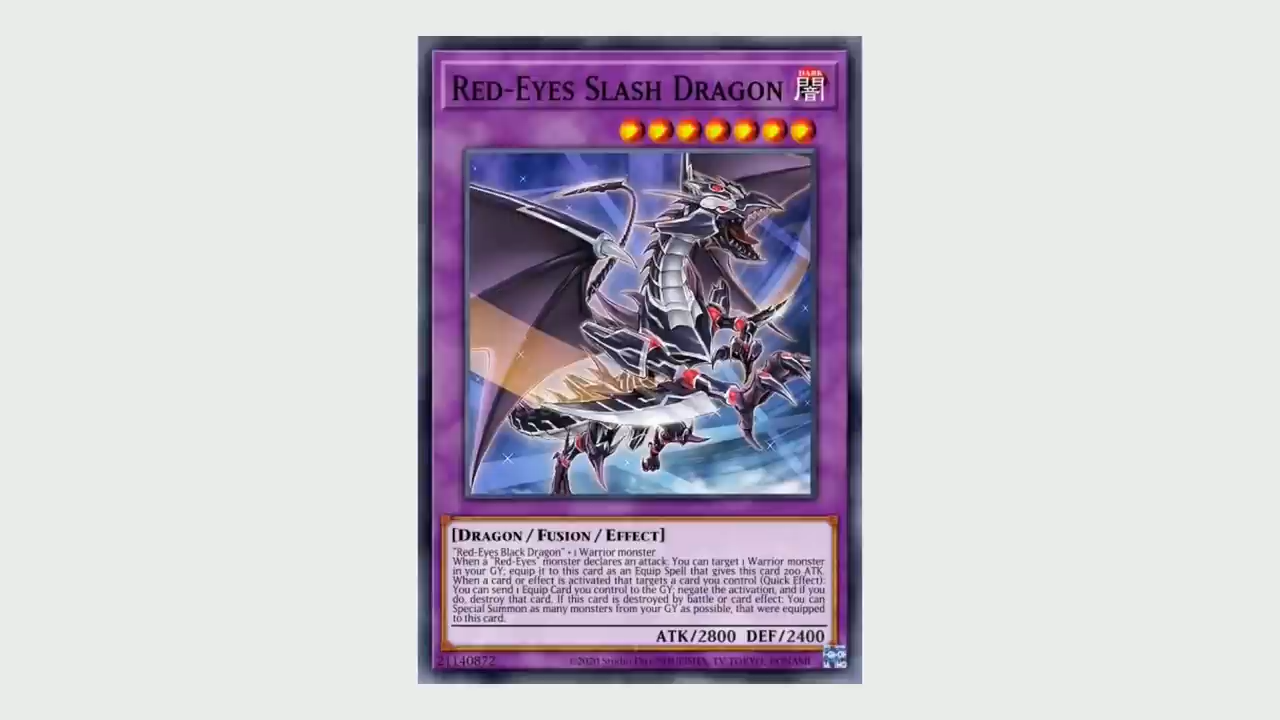 RED-EYES SLASH DRAGON
DARK
闇
[DRAGON / FUSION / EFFECT]
"Red-Eyes Black Dragon" + 1 Warrior monster
When a "Red-Eyes" monster declares an attack: You can target 1 Warrior monster
in your GY; equip it to this card as an Equip Spell that gives this card 200 ATK.
When a card or effect is activated that targets a card you control (Quick Effect):
You can send 1 Equip Card you control to the GY; negate the activation, and if you
do, destroy that card. If this card is destroyed by battle or card effect: You can
Special Summon as many monsters from your GY as possible, that were equipped
to this card.
ATK/2800 DEF/2400
21140872
©2020 Studio Dice/SHUEISHA, TV TOKYO, KONAMI